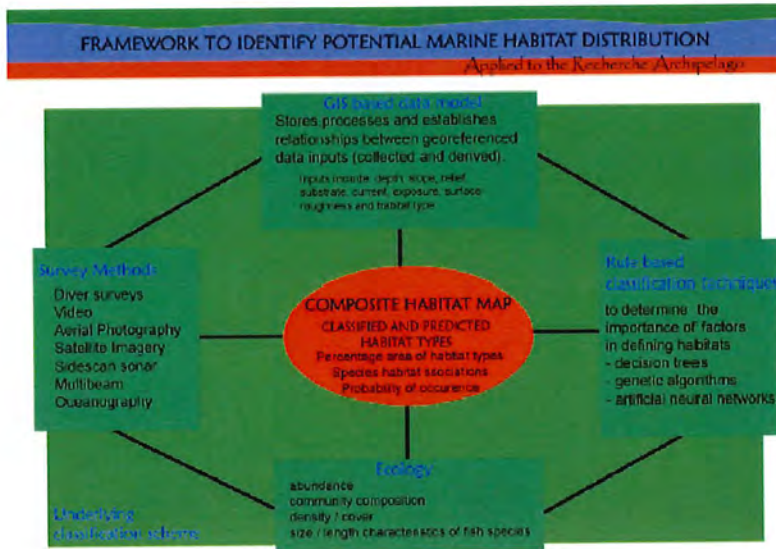 FRAMEWORK TO IDENTIFY POTENTIAL MARINE HABITAT DISTRIBUTION
Applied to the Recherche Archipelago
GIS based data model
Stores processes and establishes
relationships between georeferenced
data inputs (collected and derived).
Inputs include, depth, slope, relief,
substrate, current, exposure, surface
roughness and habitat type
Survey Methods
Diver surveys
Video
Aerial Photography
Satellite Imagery
Sidescan sonar
Multibeam
Oceanography
COMPOSITE HABITAT MAP
CLASSIFIED AND PREDICTED
HABITAT TYPES
Percentage area of habitat types
Species habitat asociations
Probability of occurence
Rule based
classification techniques
to determine the
importance of factors
in defining habitats
- decision trees
- genetic algorithms
- artificial neural networks
Ecology
abundance
community composition
density / cover
size / length characteristics of fish species
Underlying
classification scheme